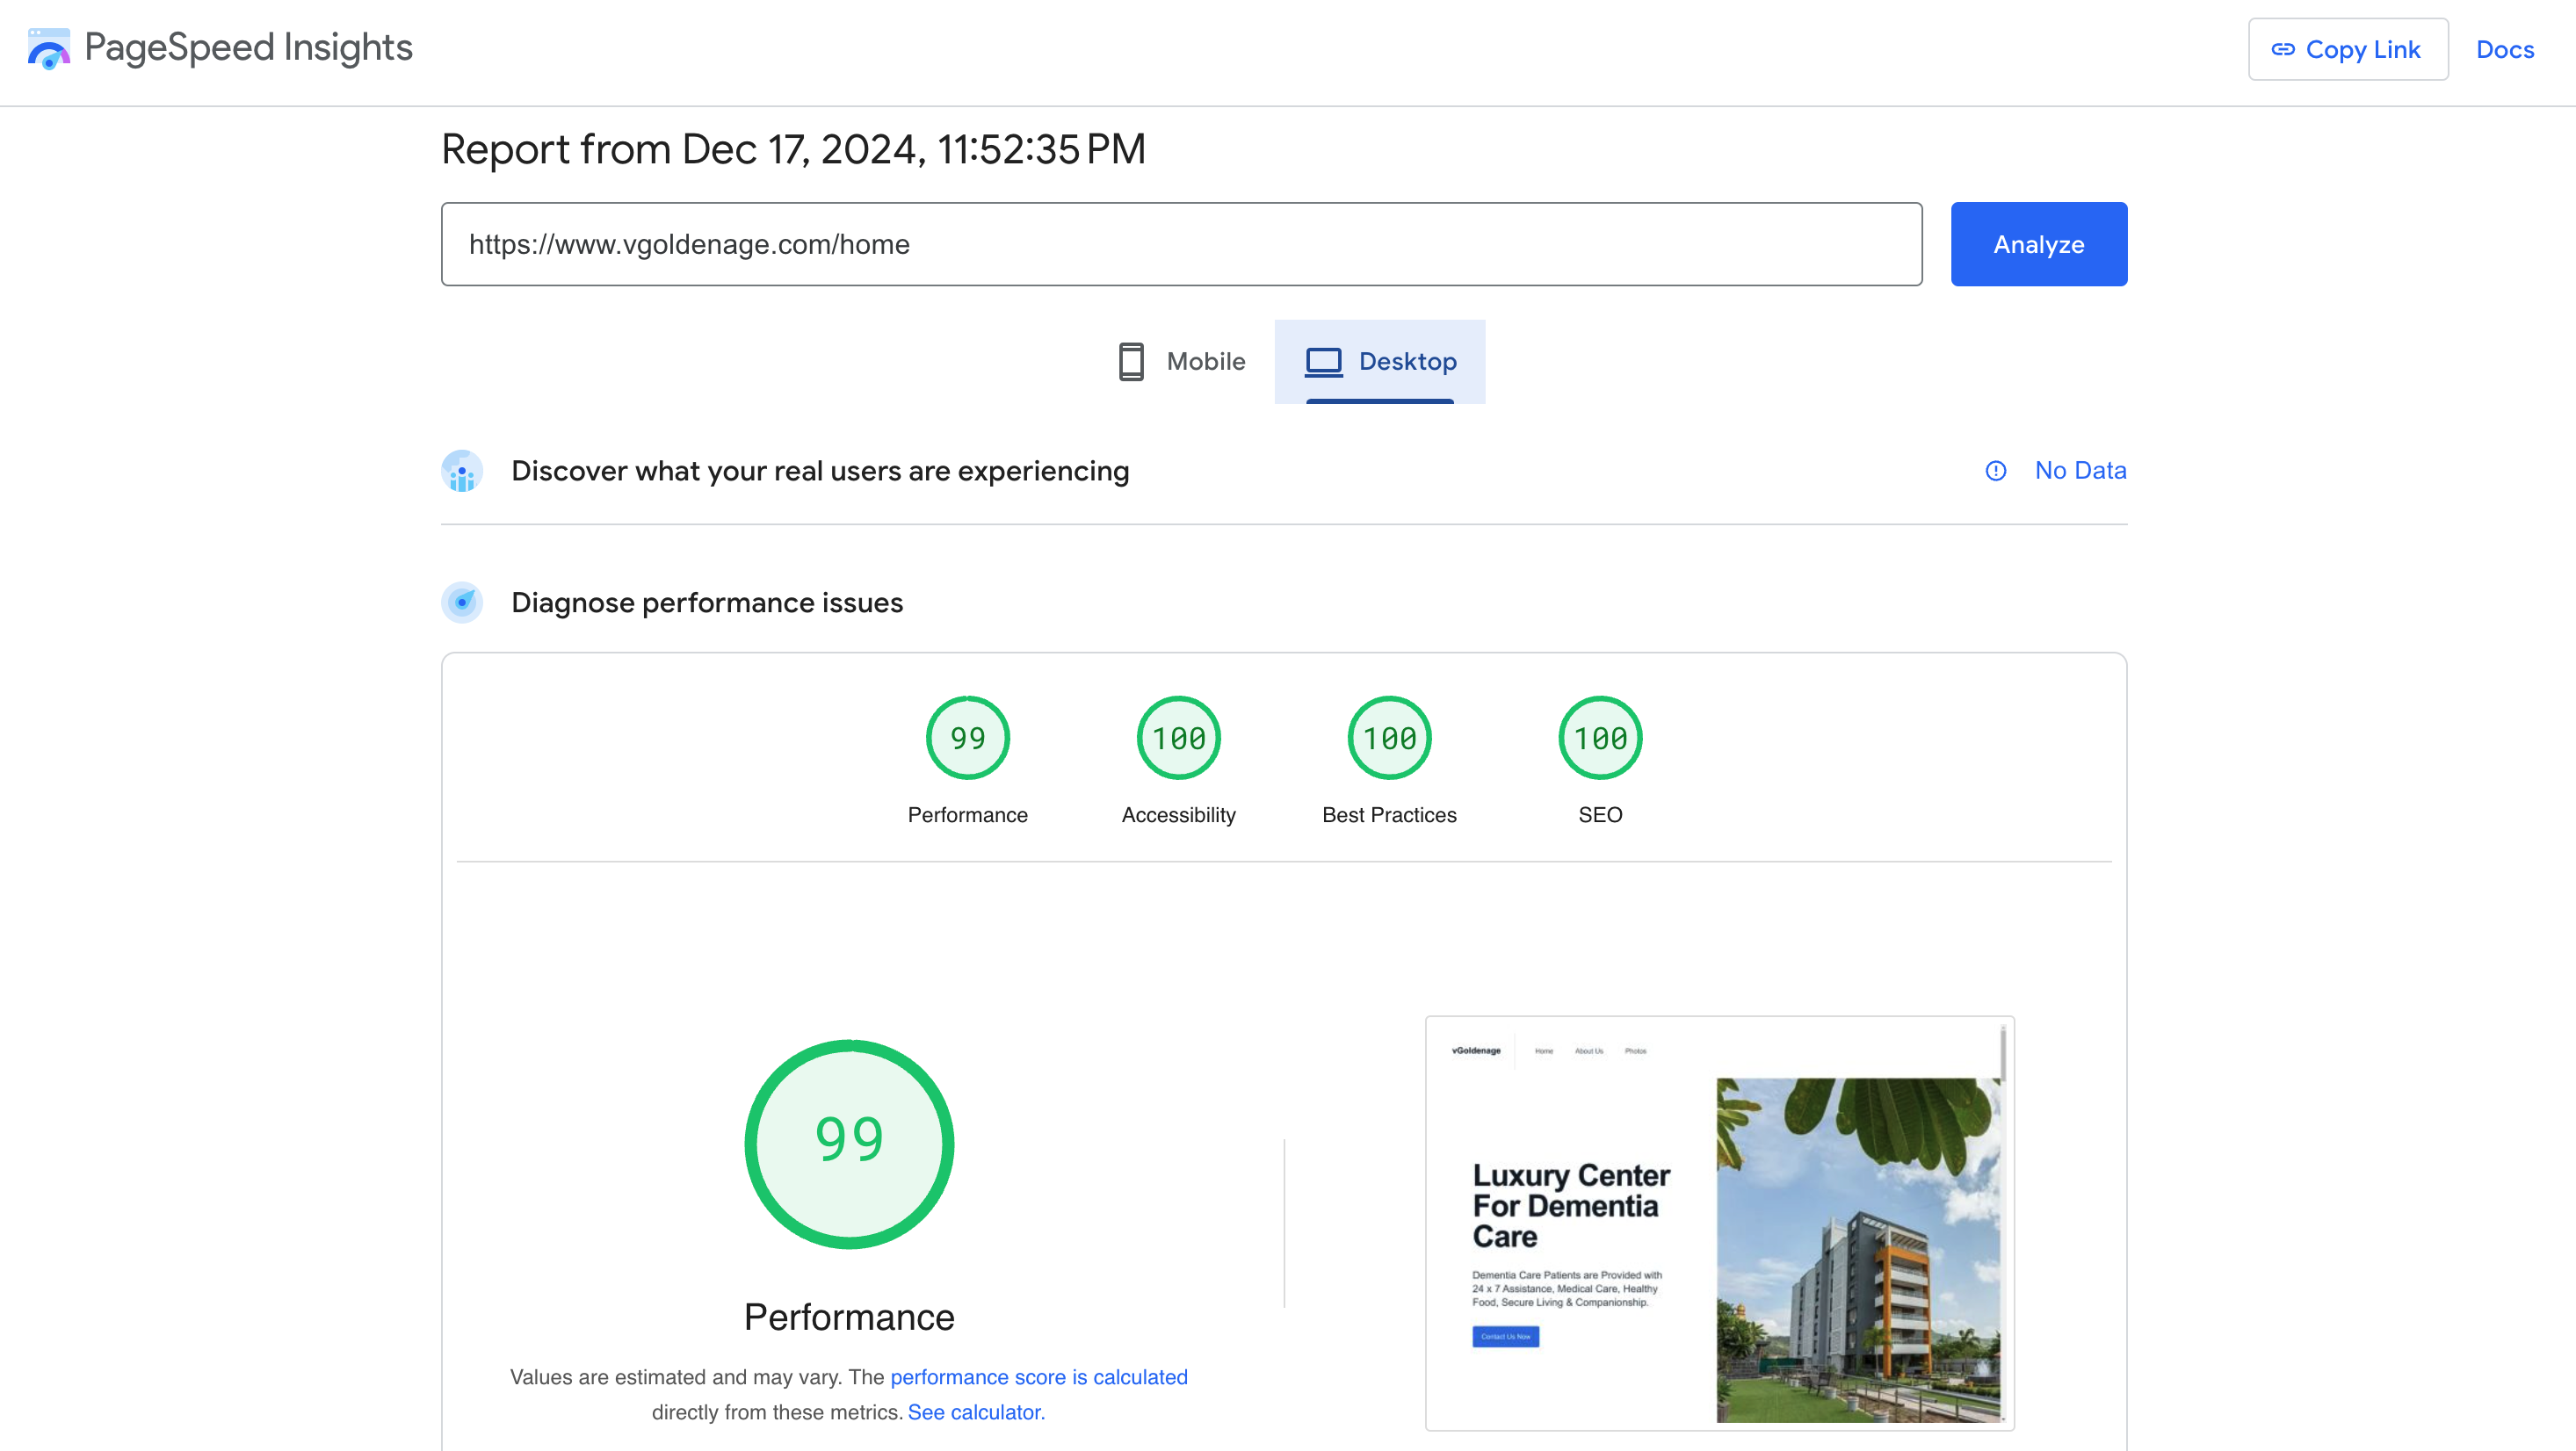 PageSpeed Insights
Copy Link
Docs
Report from Dec 17, 2024, 11:52:35 PM
https://www.vgoldenage.com/home
Analyze
Mobile
Desktop
Discover what your real users are experiencing
No Data
Diagnose performance issues
99
100
100
100
Performance
Accessibility
Best Practices
SEO
99
Performance
Values are estimated and may vary. The performance score is calculated
directly from these metrics. See calculator.
vGoldenage
Home
About Us
Photos
Luxury Center
For Dementia
Care
Dementia Care Patients are Provided with
24 x 7 Assistance, Medical Care, Healthy
Food, Secure Living & Companionship.
Contact Us Now